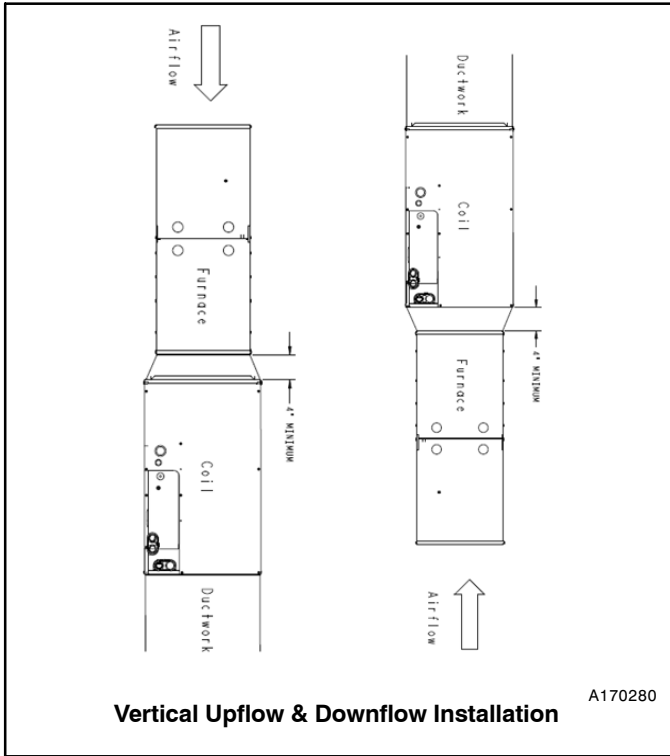 Airflow
Furnace
4" MINIMUM
Coil
Ductwork
Ductwork
Coil
4" MINIMUM
Furnace
Airflow
A170280
Vertical Upflow & Downflow Installation